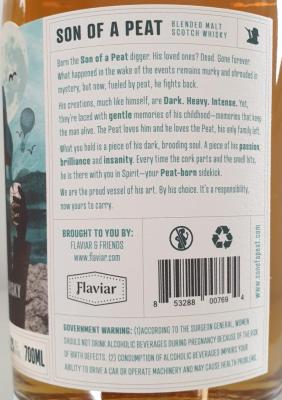 SON OF A PEAT
BLENDED MALT
SCOTCH WHISKY
Born the Son of a Peat digger. His loved ones? Dead. Gone forever.
What happened in the wake of the events remains murky and shrouded in
mystery, but now, fueled by peat, he fights back.
His creations, much like himself, are Dark. Heavy. Intense. Yet,
they're laced with gentle memories of his childhood—memories that keep
the man alive. The Peat loves him and he loves the Peat, his only family left.
What you hold is a piece of his dark, brooding soul. A piece of his passion,
brilliance and insanity. Every time the cork parts and the smell hits,
he is there with you in Spirit—your Peat-born sidekick.
We are the proud vessel of his art. By his choice. It's a responsibility,
now yours to carry.
BROUGHT TO YOU BY:
FLAVIAR & FRIENDS
www.flaviar.com
Flaviar
8 53288 00769 4
www.sonofapeat.com
GOVERNMENT WARNING: (1)ACCORDING TO THE SURGEON GENERAL, WOMEN
SHOULD NOT DRINK ALCOHOLIC BEVERAGES DURING PREGNANCY BECAUSE OF THE RISK
OF BIRTH DEFECTS. (2) CONSUMPTION OF ALCOHOLIC BEVERAGES IMPAIRS YOUR
ABILITY TO DRIVE A CAR OR OPERATE MACHINERY AND MAY CAUSE HEALTH PROBLEMS.
700ML